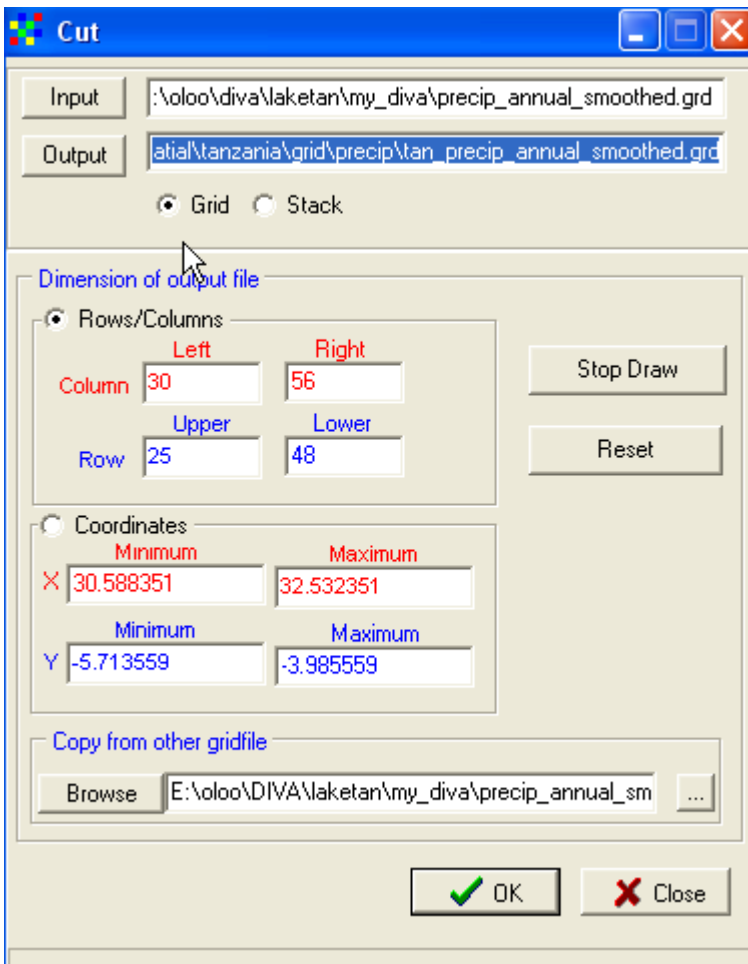 Cut
Input :\oloo\diva\laketan\my_diva\precip_annual_smoothed.grd
Output atial\tanzania\grid\precip\tan_precip_annual_smoothed.grd
Grid Stack
Dimension of output file
Rows/Columns
Left Right
Column 30 56
Stop Draw
Upper Lower
Row 25 48
Reset
Coordinates
Minimum Maximum
X 30.588351 32.532351
Minimum Maximum
Y -5.713559 -3.985559
Copy from other gridfile
Browse E:\oloo\DIVA\laketan\my_diva\precip_annual_sm ...
OK Close